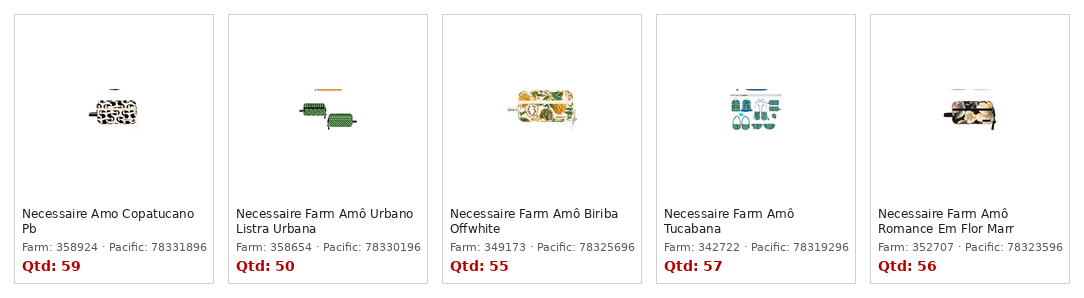 Necessaire Amo Copatucano
Pb
Farm: 358924 · Pacific: 78331896
Qtd: 59
Necessaire Farm Amô Urbano
Listra Urbana
Farm: 358654 · Pacific: 78330196
Qtd: 50
Necessaire Farm Amô Biriba
Offwhite
Farm: 349173 · Pacific: 78325696
Qtd: 55
Necessaire Farm Amô
Tucabana
Farm: 342722 · Pacific: 78319296
Qtd: 57
Necessaire Farm Amô
Romance Em Flor Marr
Farm: 352707 · Pacific: 78323596
Qtd: 56